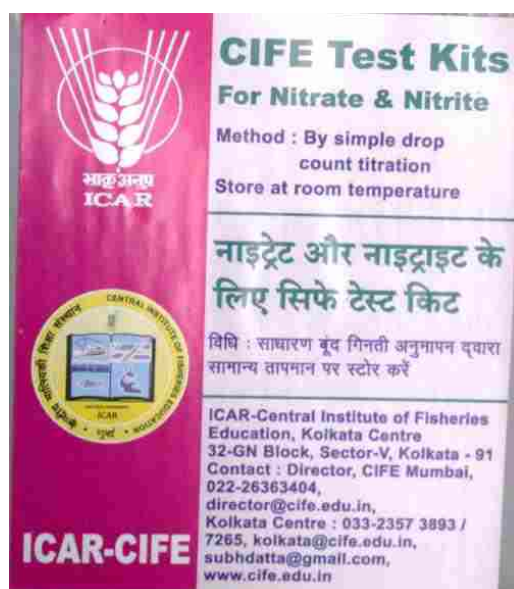 भाकृअनुप
ICAR
CENTRAL INSTITUTE OF FISHERIES EDUCATION
केन्द्रीय मात्स्यिकी शिक्षा संस्थान
मुंबई
ICAR
ICAR-CIFE
CIFE Test Kits
For Nitrate & Nitrite
Method : By simple drop
count titration
Store at room temperature
नाइट्रेट और नाइट्राइट के
लिए सिफे टेस्ट किट
विधि : साधारण बूंद गिनती अनुमापन द्वारा
सामान्य तापमान पर स्टोर करें
ICAR-Central Institute of Fisheries
Education, Kolkata Centre
32-GN Block, Sector-V, Kolkata - 91
Contact : Director, CIFE Mumbai,
022-26363404,
director@cife.edu.in,
Kolkata Centre : 033-2357 3893 /
7265, kolkata@cife.edu.in,
subhdatta@gmail.com,
www.cife.edu.in